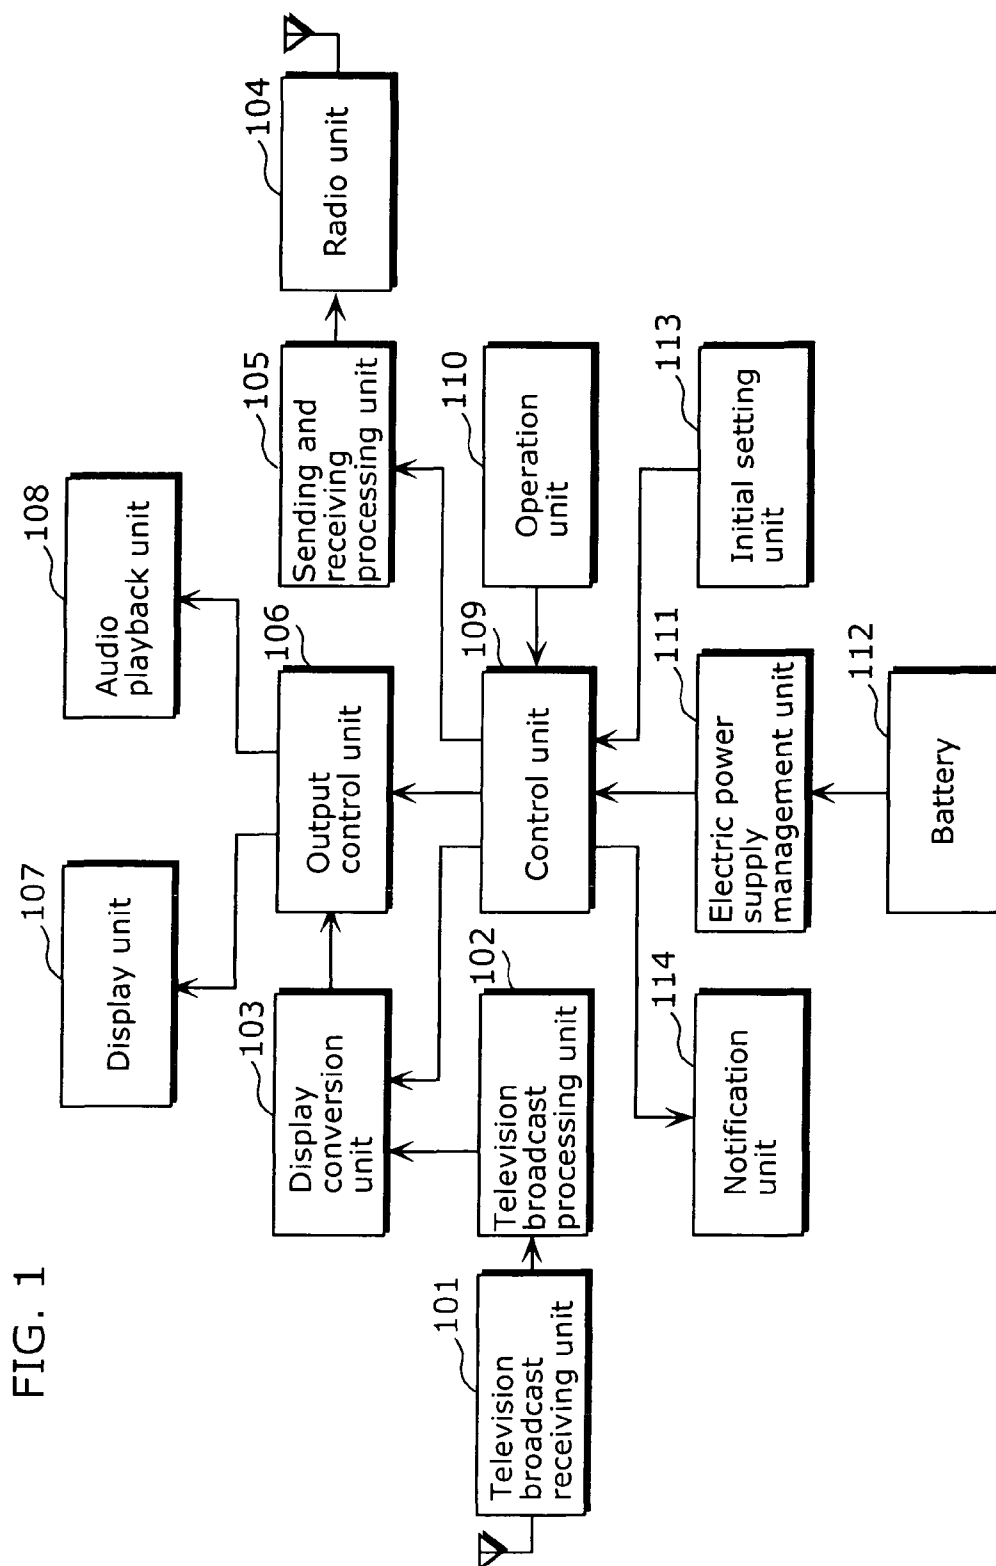 FIG. 1
107
Display unit
108
Audio
playback unit
103
Display
conversion
unit
106
Output
control unit
105
Sending and
receiving
processing unit
104
Radio unit
101
Television
broadcast
receiving unit
102
Television
broadcast
processing unit
109
Control unit
110
Operation
unit
114
Notification
unit
111
Electric power
supply
management unit
113
Initial setting
unit
112
Battery